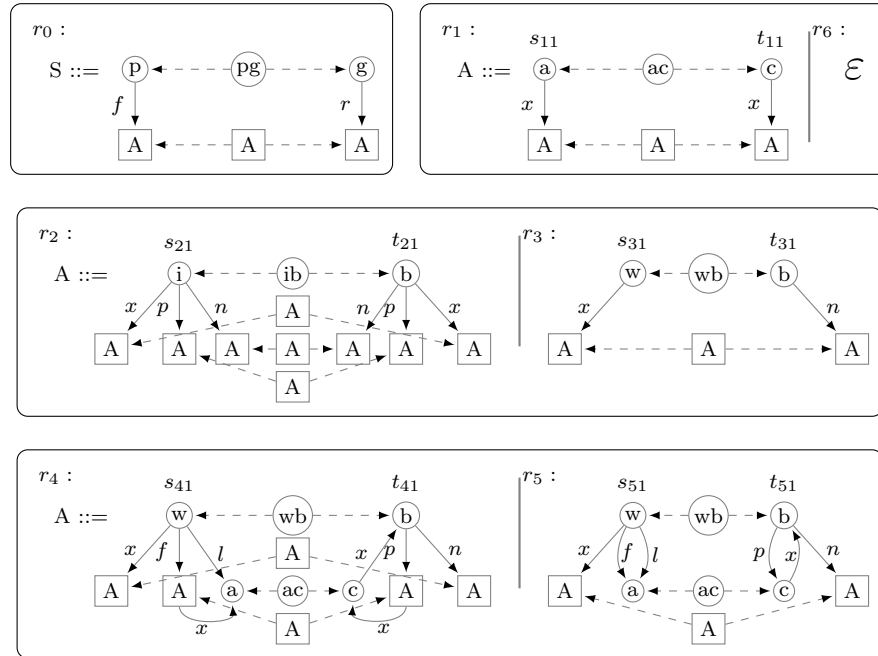 r0 : r1 : s11 t11 r6 :
S ::= p pg g A ::= a ac c ε
f r x x
A A A A A A
r2 : s21 t21 r3 : s31 t31
A ::= i ib b w wb b
x p n A n p x x n
A A A A A A A A A A
A
r4 : s41 t41 r5 : s51 t51
A ::= w wb b w wb b
x f l A x p n x f l p x n
A A a ac c A A A a ac c A
x A x A